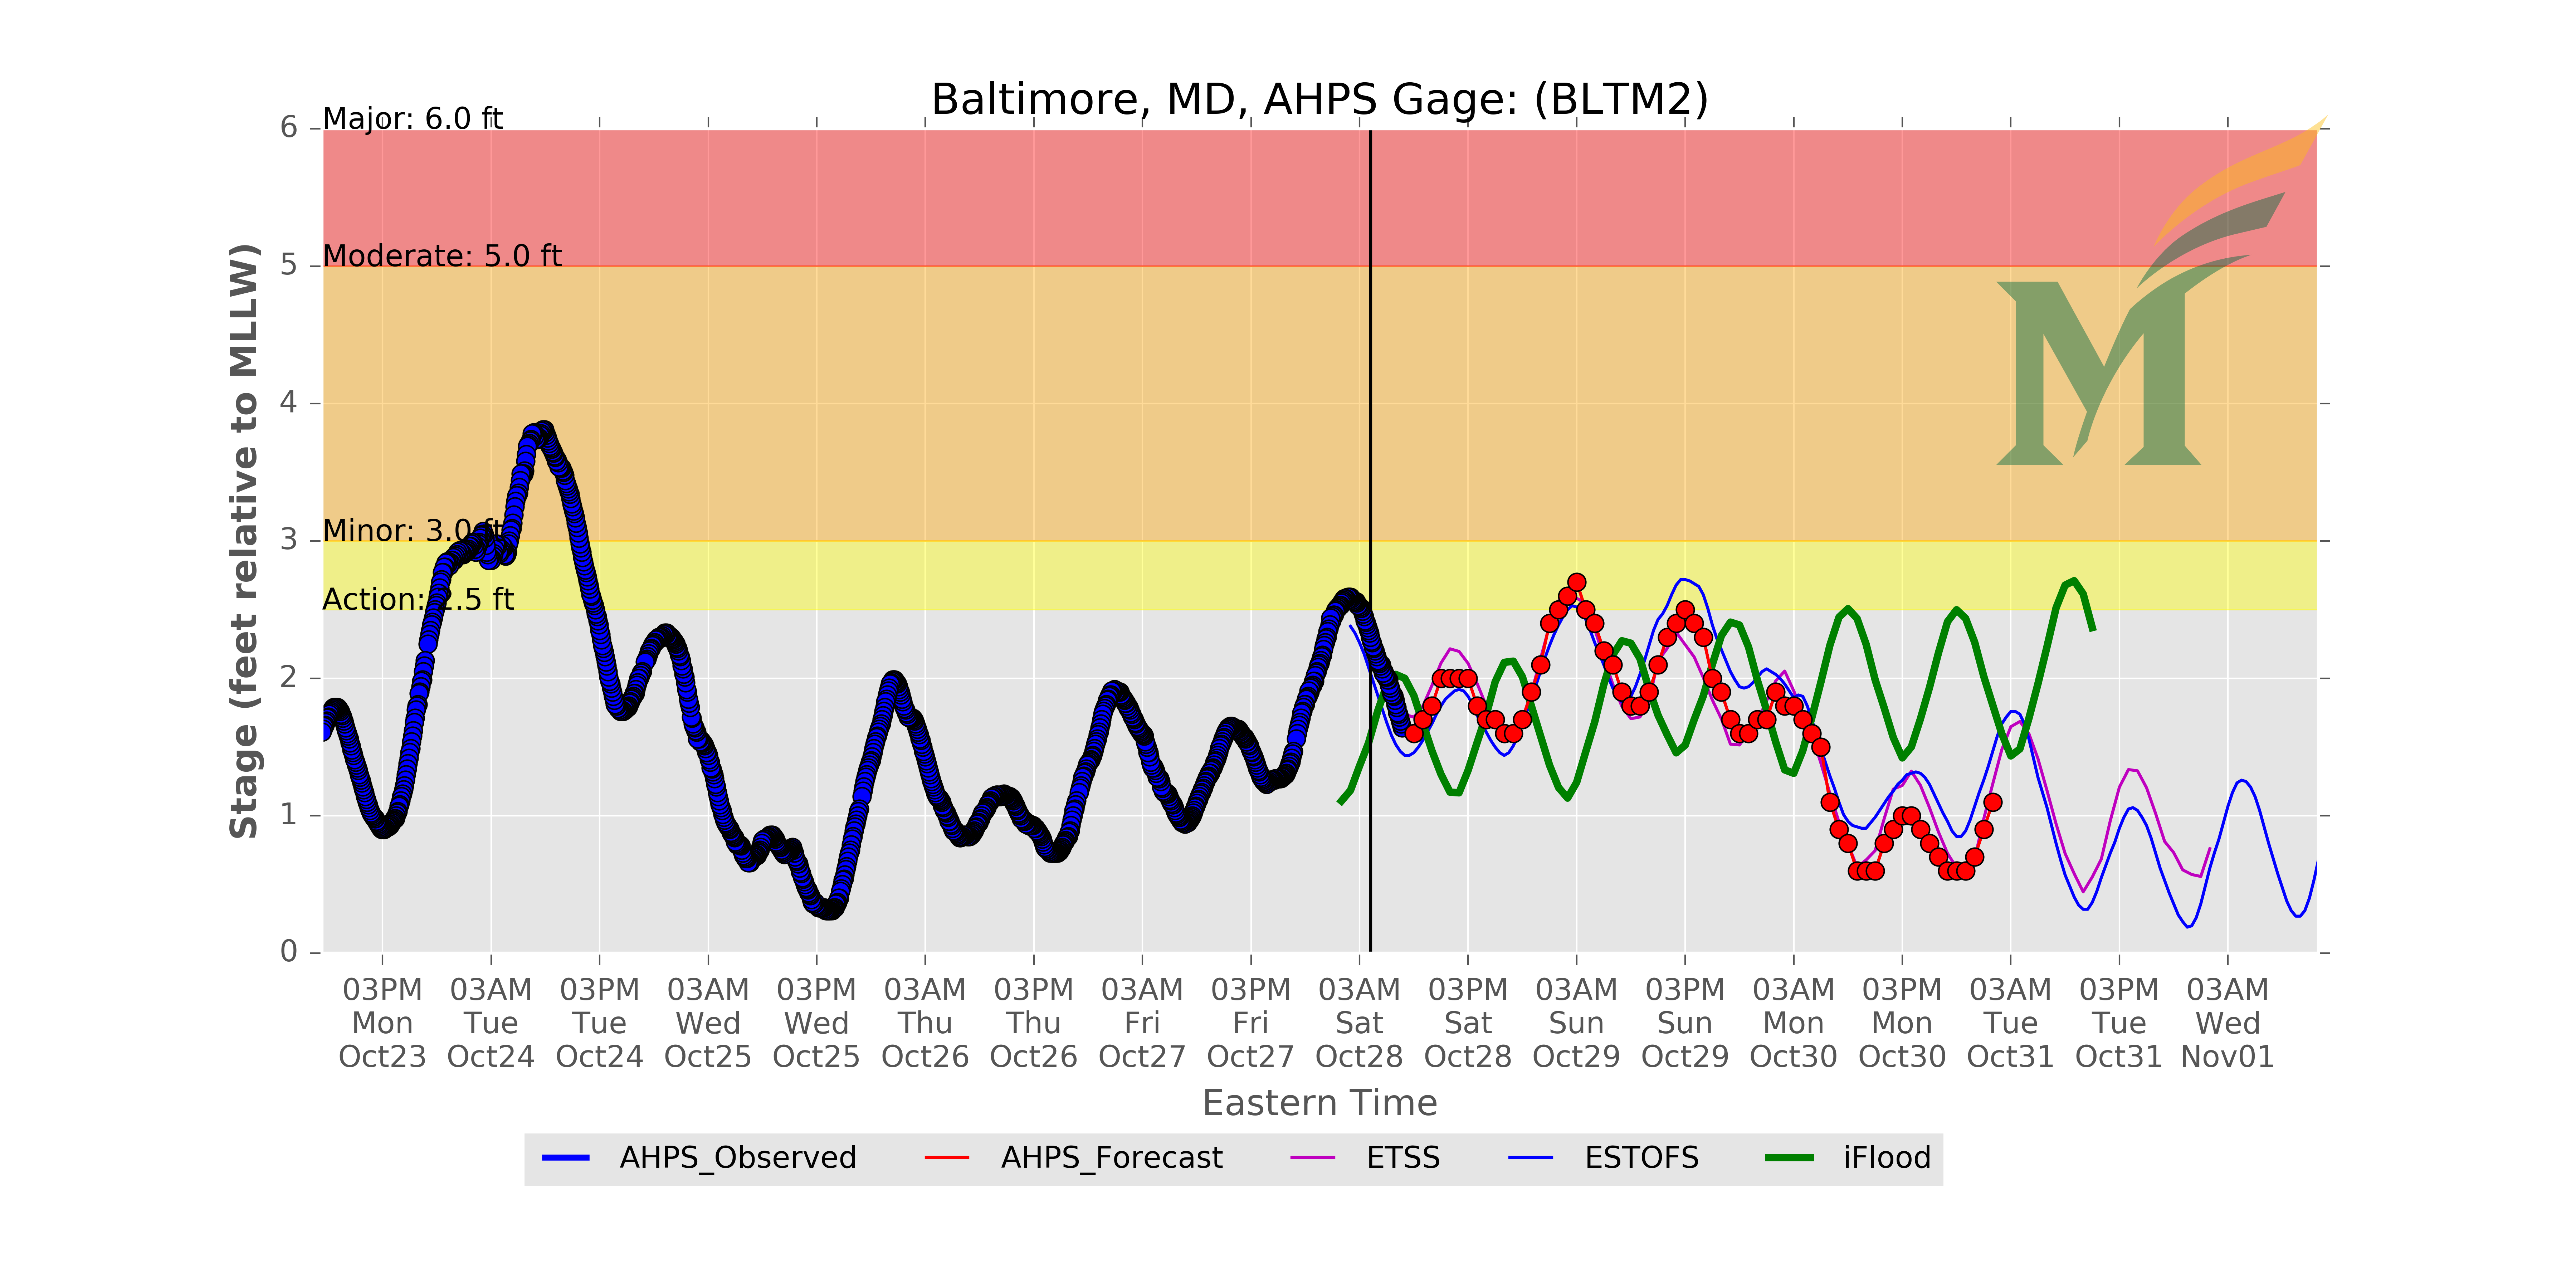 Baltimore, MD, AHPS Gage: (BLTM2)
Major: 6.0 ft
Moderate: 5.0 ft
Minor: 3.0 ft
Action: 2.5 ft
Stage (feet relative to MLLW)
6
5
4
3
2
1
0
03PM 03AM 03PM 03AM 03PM 03AM 03PM 03AM 03PM 03AM 03PM 03AM 03PM 03AM 03PM 03AM 03PM 03AM
Mon Tue Tue Wed Wed Thu Thu Fri Fri Sat Sat Sun Sun Mon Mon Tue Tue Wed
Oct23 Oct24 Oct24 Oct25 Oct25 Oct26 Oct26 Oct27 Oct27 Oct28 Oct28 Oct29 Oct29 Oct30 Oct30 Oct31 Oct31 Nov01
Eastern Time
AHPS_Observed AHPS_Forecast ETSS ESTOFS iFlood